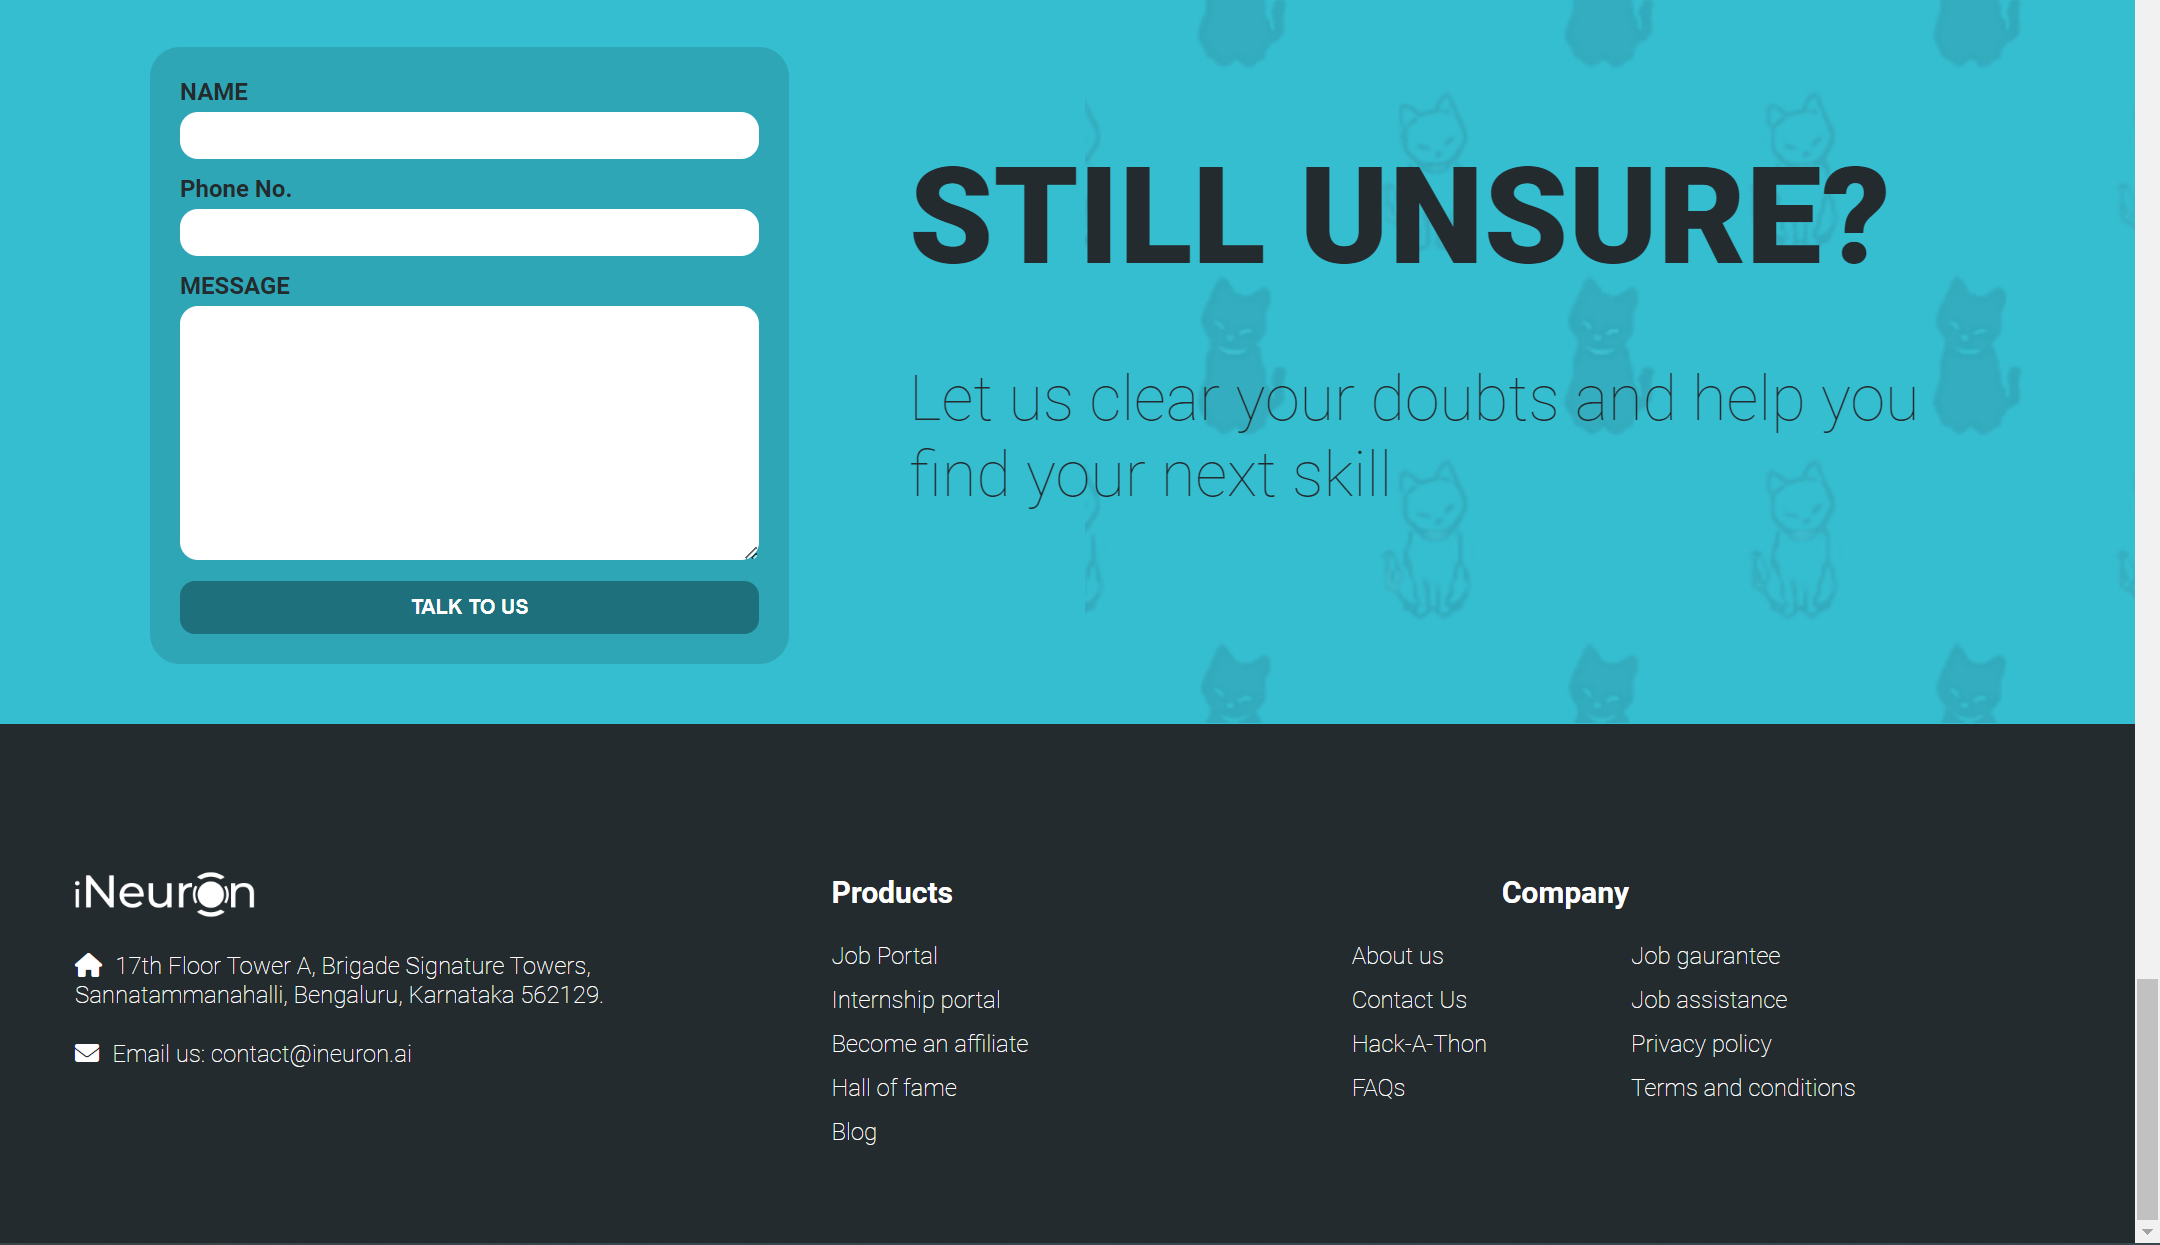 NAME
Phone No.
MESSAGE
TALK TO US
STILL UNSURE?
Let us clear your doubts and help you
find your next skill
iNeuron
17th Floor Tower A, Brigade Signature Towers,
Sannatammanahalli, Bengaluru, Karnataka 562129.
Email us: contact@ineuron.ai
Products
Job Portal
Internship portal
Become an affiliate
Hall of fame
Blog
Company
About us
Contact Us
Hack-A-Thon
FAQs
Job gaurantee
Job assistance
Privacy policy
Terms and conditions